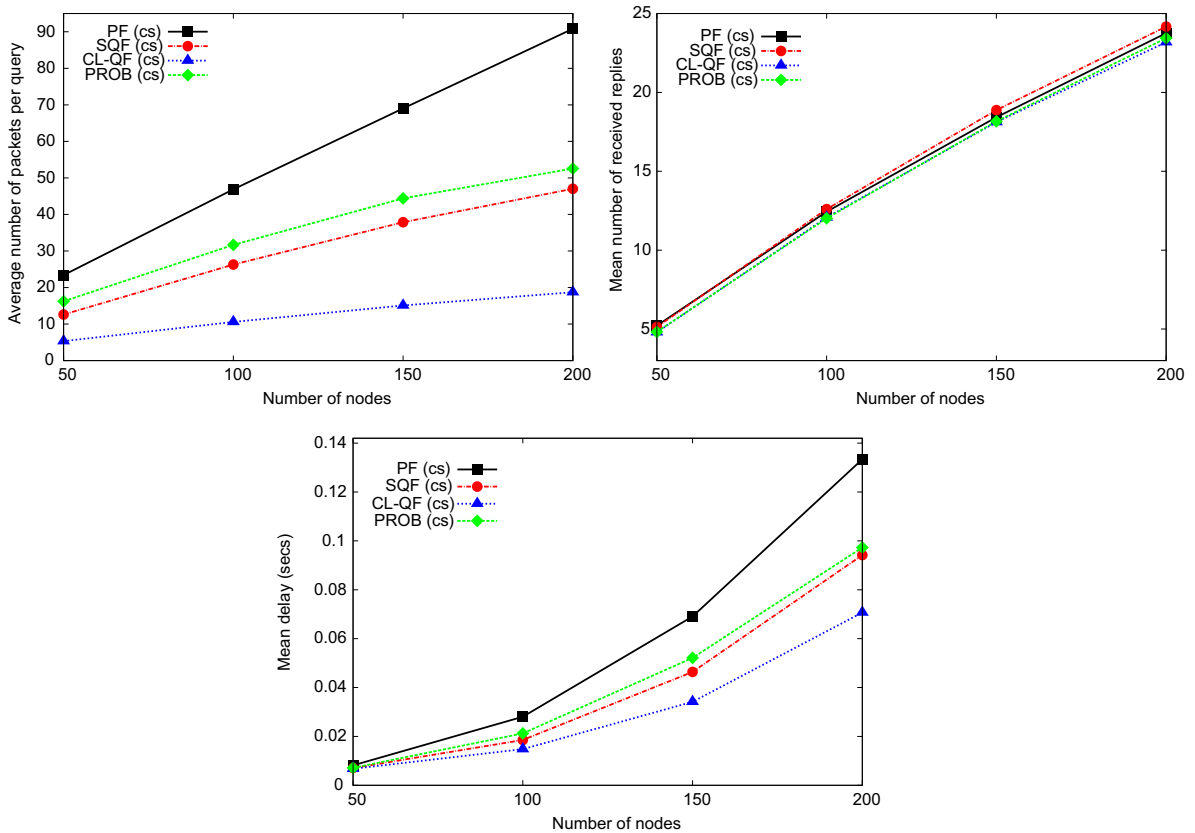 Average number of packets per query
90
80
70
60
50
40
30
20
10
0
PF (cs)
SQF (cs)
CL-QF (cs)
PROB (cs)
50 100 150 200
Number of nodes
Mean number of received replies
25
20
15
10
5
PF (cs)
SQF (cs)
CL-QF (cs)
PROB (cs)
50 100 150 200
Number of nodes
Mean delay (secs)
0.14
0.12
0.1
0.08
0.06
0.04
0.02
0
PF (cs)
SQF (cs)
CL-QF (cs)
PROB (cs)
50 100 150 200
Number of nodes